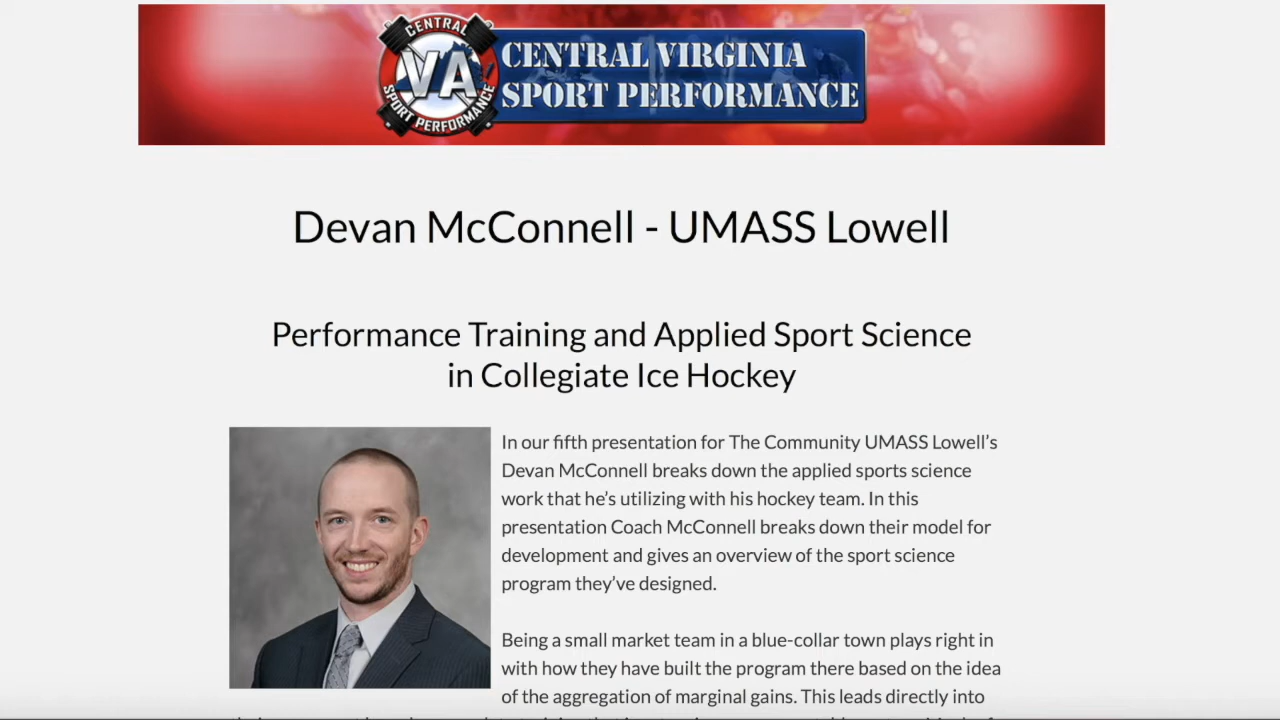 CENTRAL
VA
SPORT PERFORMANCE
CENTRAL VIRGINIA
SPORT PERFORMANCE
Devan McConnell - UMASS Lowell
Performance Training and Applied Sport Science
in Collegiate Ice Hockey
In our fifth presentation for The Community UMASS Lowell’s
Devan McConnell breaks down the applied sports science
work that he’s utilizing with his hockey team. In this
presentation Coach McConnell breaks down their model for
development and gives an overview of the sport science
program they’ve designed.
Being a small market team in a blue-collar town plays right in
with how they have built the program there based on the idea
of the aggregation of marginal gains. This leads directly into